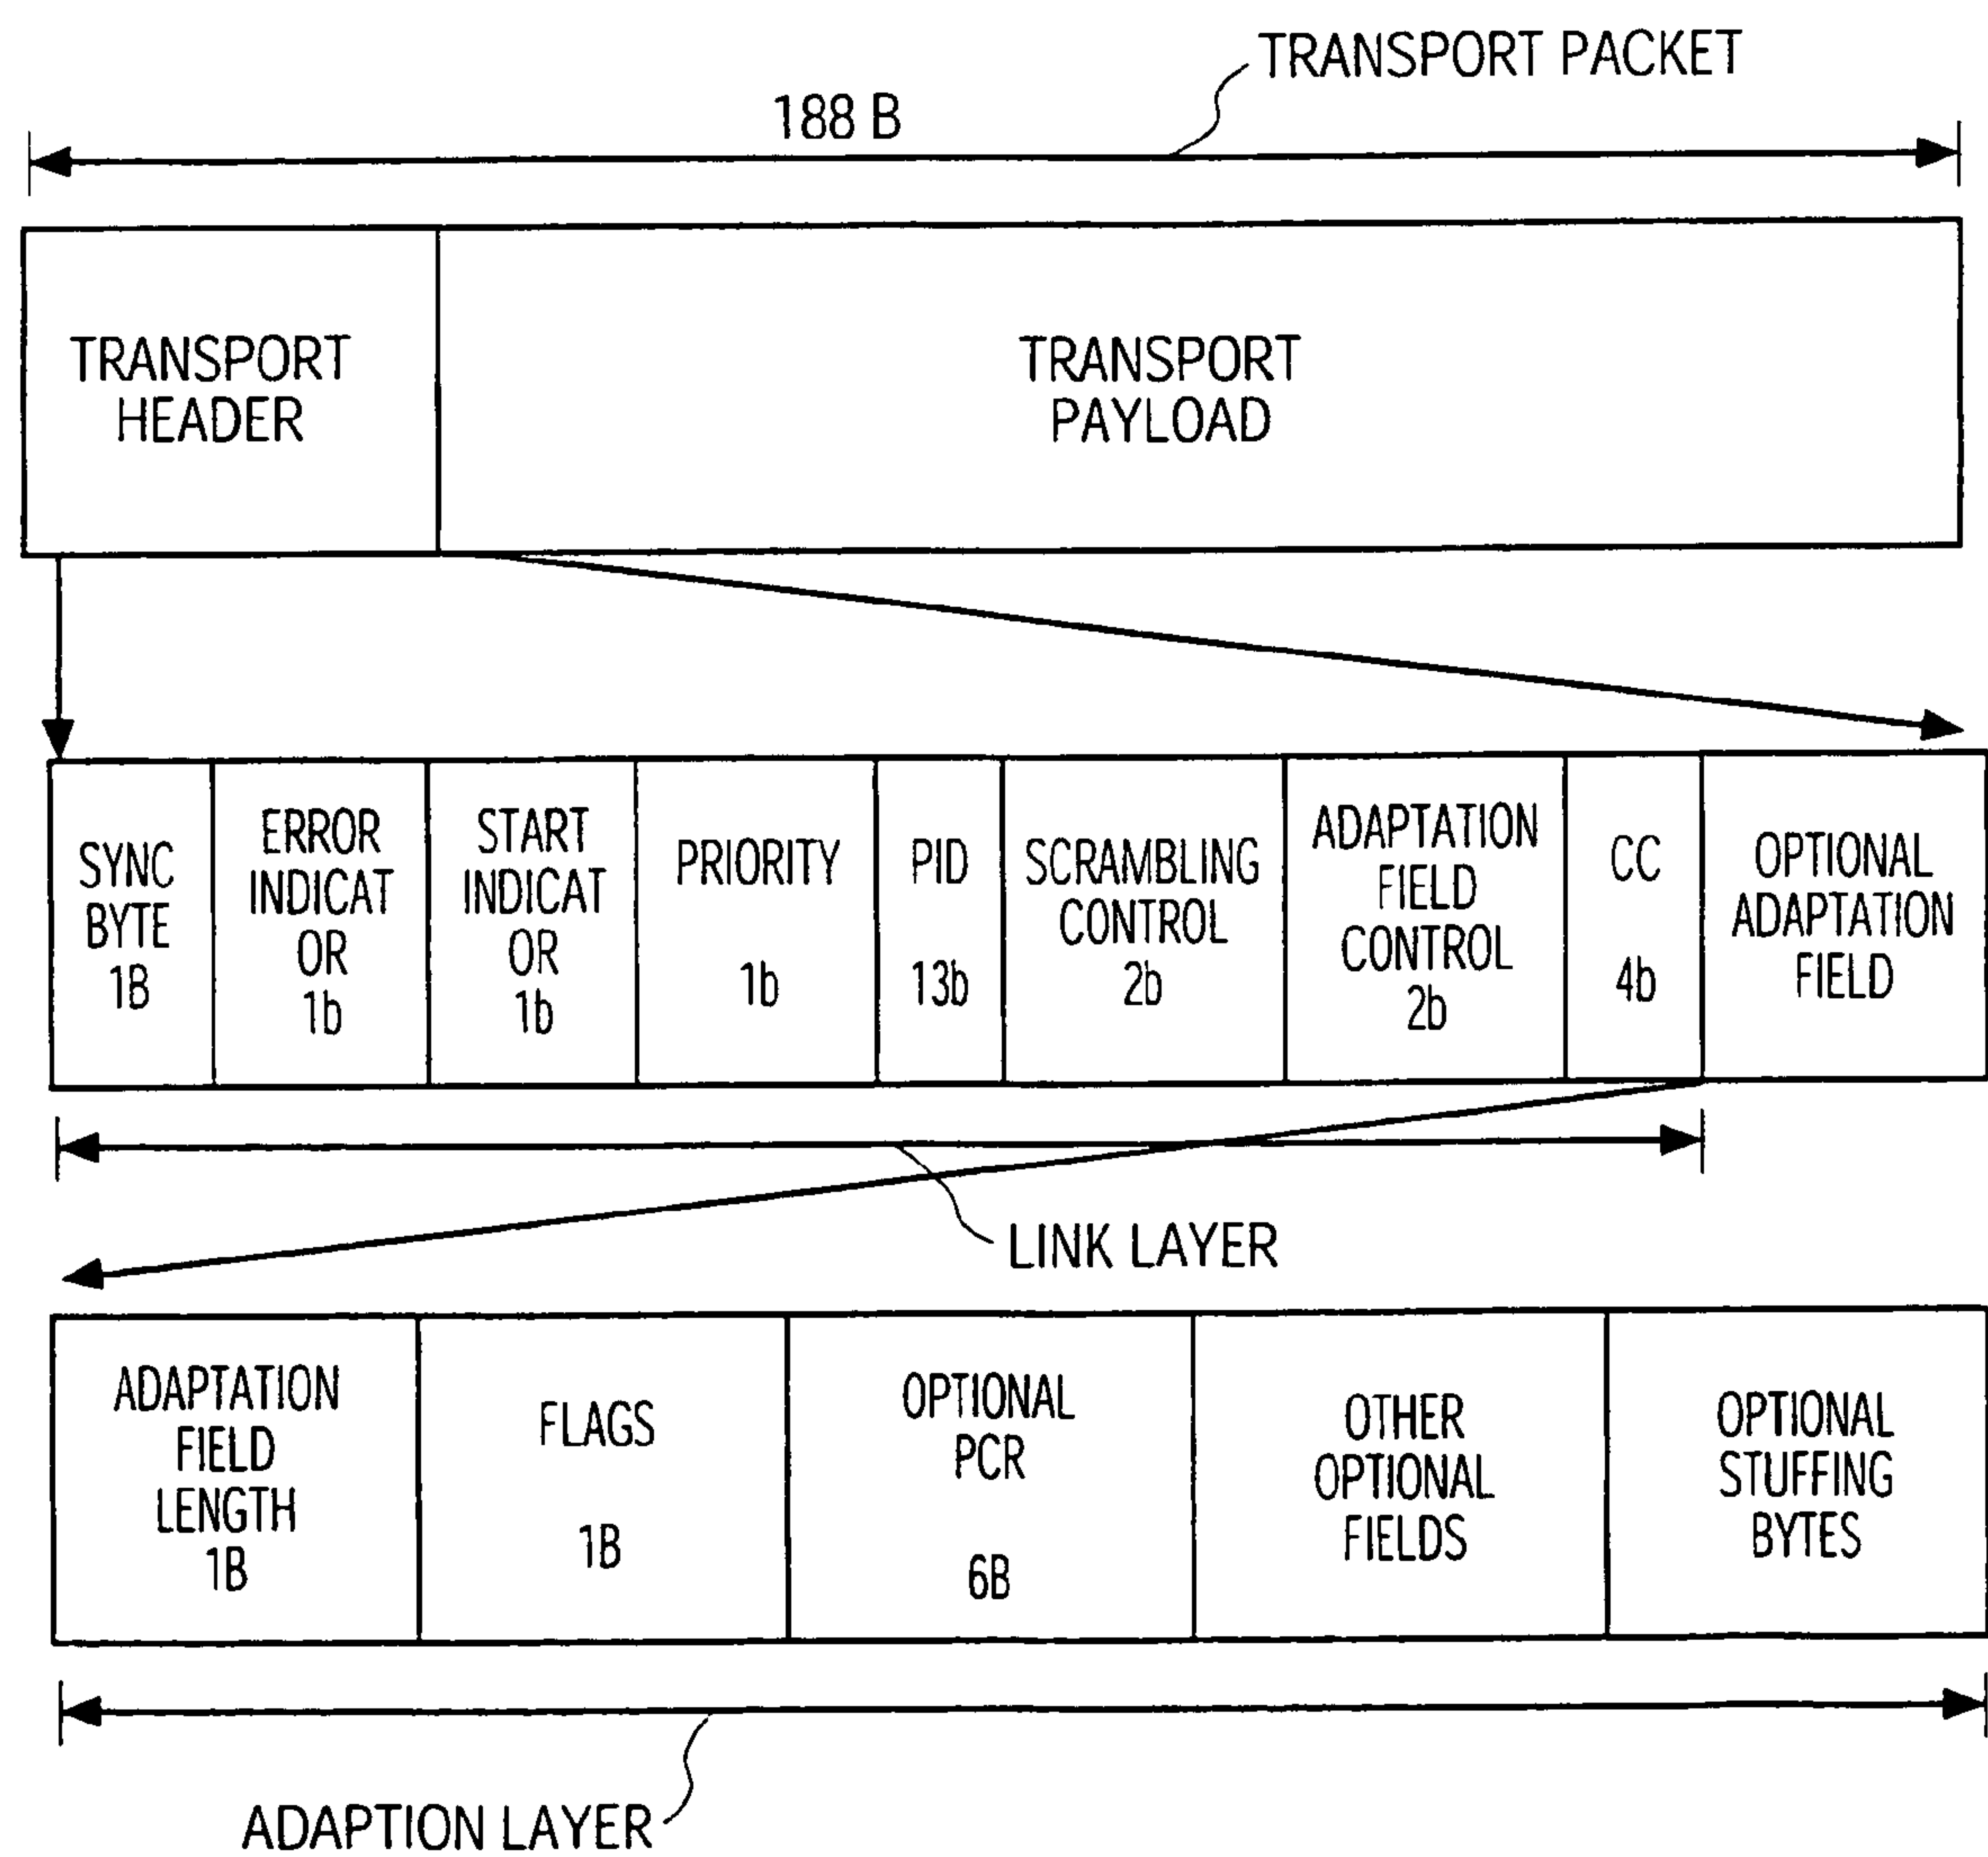 TRANSPORT PACKET
188 B
TRANSPORT
HEADER
TRANSPORT
PAYLOAD
SYNC
BYTE
1B
ERROR
INDICAT
OR
1b
START
INDICAT
OR
1b
PRIORITY
1b
PID
13b
SCRAMBLING
CONTROL
2b
ADAPTATION
FIELD
CONTROL
2b
CC
4b
OPTIONAL
ADAPTATION
FIELD
LINK LAYER
ADAPTATION
FIELD
LENGTH
1B
FLAGS
1B
OPTIONAL
PCR
6B
OTHER
OPTIONAL
FIELDS
OPTIONAL
STUFFING
BYTES
ADAPTION LAYER